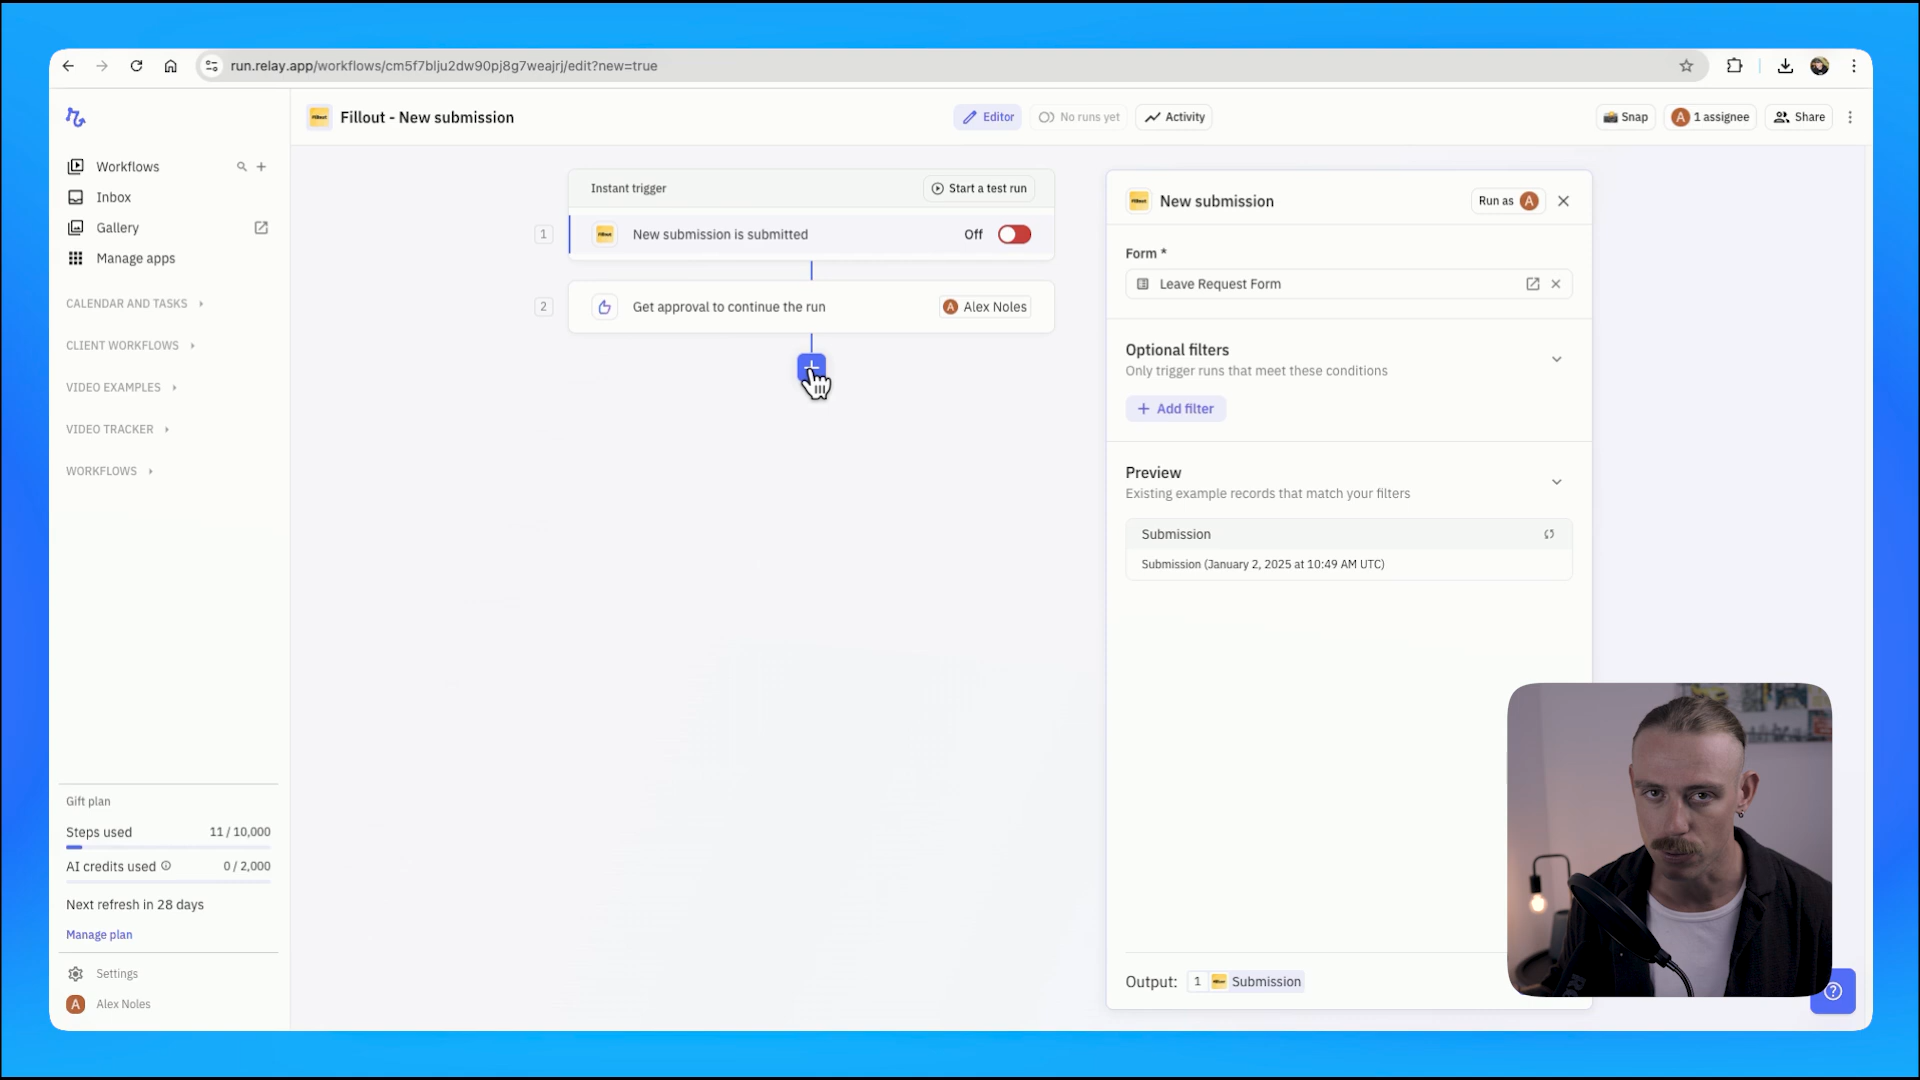 run.relay.app/workflows/cm5f7blju2dw90pj8g7weajrj/edit?new=true
Fillout - New submission
Editor
No runs yet
Activity
Snap
A 1 assignee
Share
Workflows
Inbox
Gallery
Manage apps
CALENDAR AND TASKS
CLIENT WORKFLOWS
VIDEO EXAMPLES
VIDEO TRACKER
WORKFLOWS
Gift plan
Steps used 11 / 10,000
AI credits used 0 / 2,000
Next refresh in 28 days
Manage plan
Settings
A Alex Noles
Instant trigger
Start a test run
1 New submission is submitted Off
2 Get approval to continue the run A Alex Noles
New submission
Run as A
Form *
Leave Request Form
Optional filters
Only trigger runs that meet these conditions
+ Add filter
Preview
Existing example records that match your filters
Submission
Submission (January 2, 2025 at 10:49 AM UTC)
Output: 1 Submission